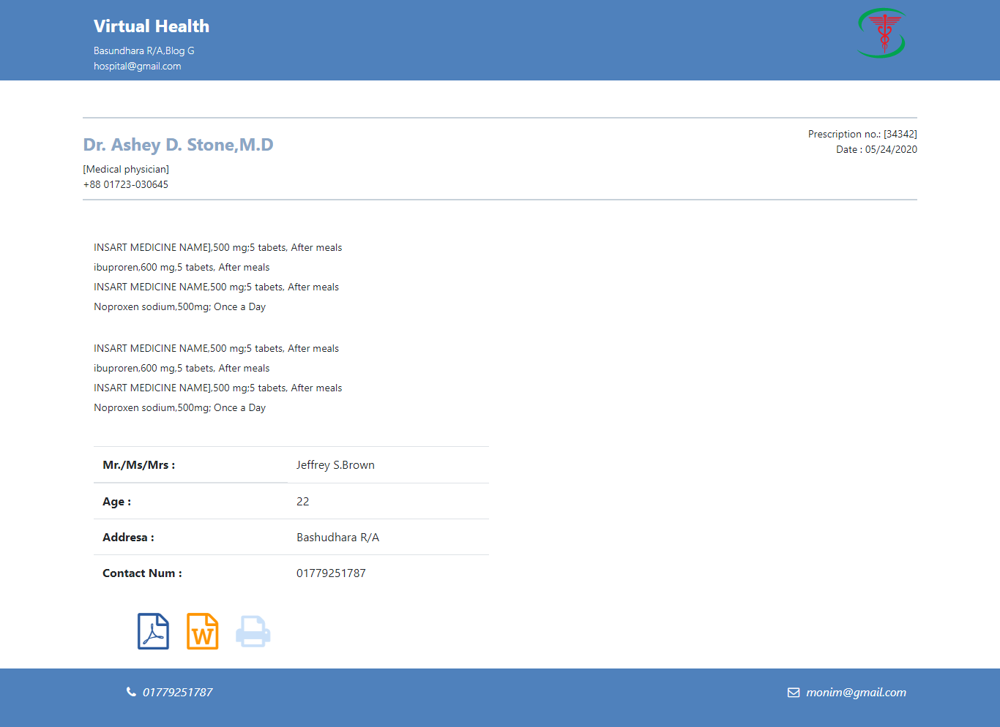 Virtual Health
Basundhara R/A,Blog G
hospital@gmail.com
Dr. Ashey D. Stone,M.D
[Medical physician]
+88 01723-030645
Prescription no.: [34342]
Date : 05/24/2020
INSART MEDICINE NAME],500 mg;5 tabets, After meals
ibuproren,600 mg,5 tabets, After meals
INSART MEDICINE NAME,500 mg;5 tabets, After meals
Noproxen sodium,500mg; Once a Day
INSART MEDICINE NAME,500 mg;5 tabets, After meals
ibuproren,600 mg,5 tabets, After meals
INSART MEDICINE NAME],500 mg;5 tabets, After meals
Noproxen sodium,500mg; Once a Day
Mr./Ms/Mrs : Jeffrey S.Brown
Age : 22
Addresa : Bashudhara R/A
Contact Num : 01779251787
W
01779251787
monim@gmail.com